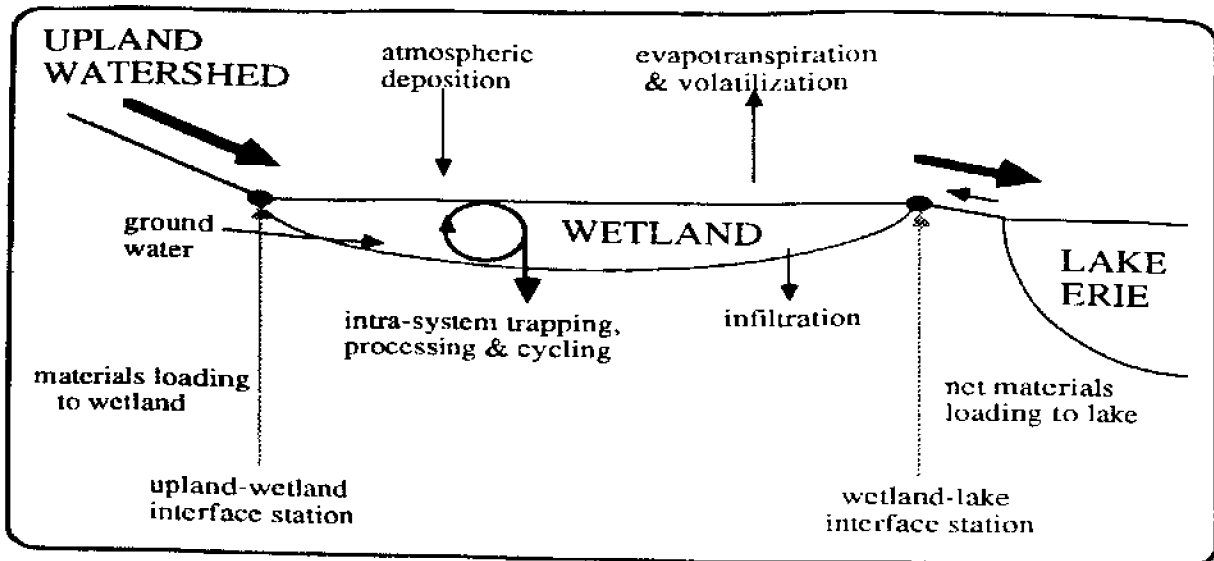 UPLAND
WATERSHED
atmospheric
deposition
evapotranspiration
& volatilization
ground
water
WETLAND
LAKE
ERIE
intra-system trapping,
processing & cycling
infiltration
materials loading
to wetland
net materials
loading to lake
upland-wetland
interface station
wetland-lake
interface station